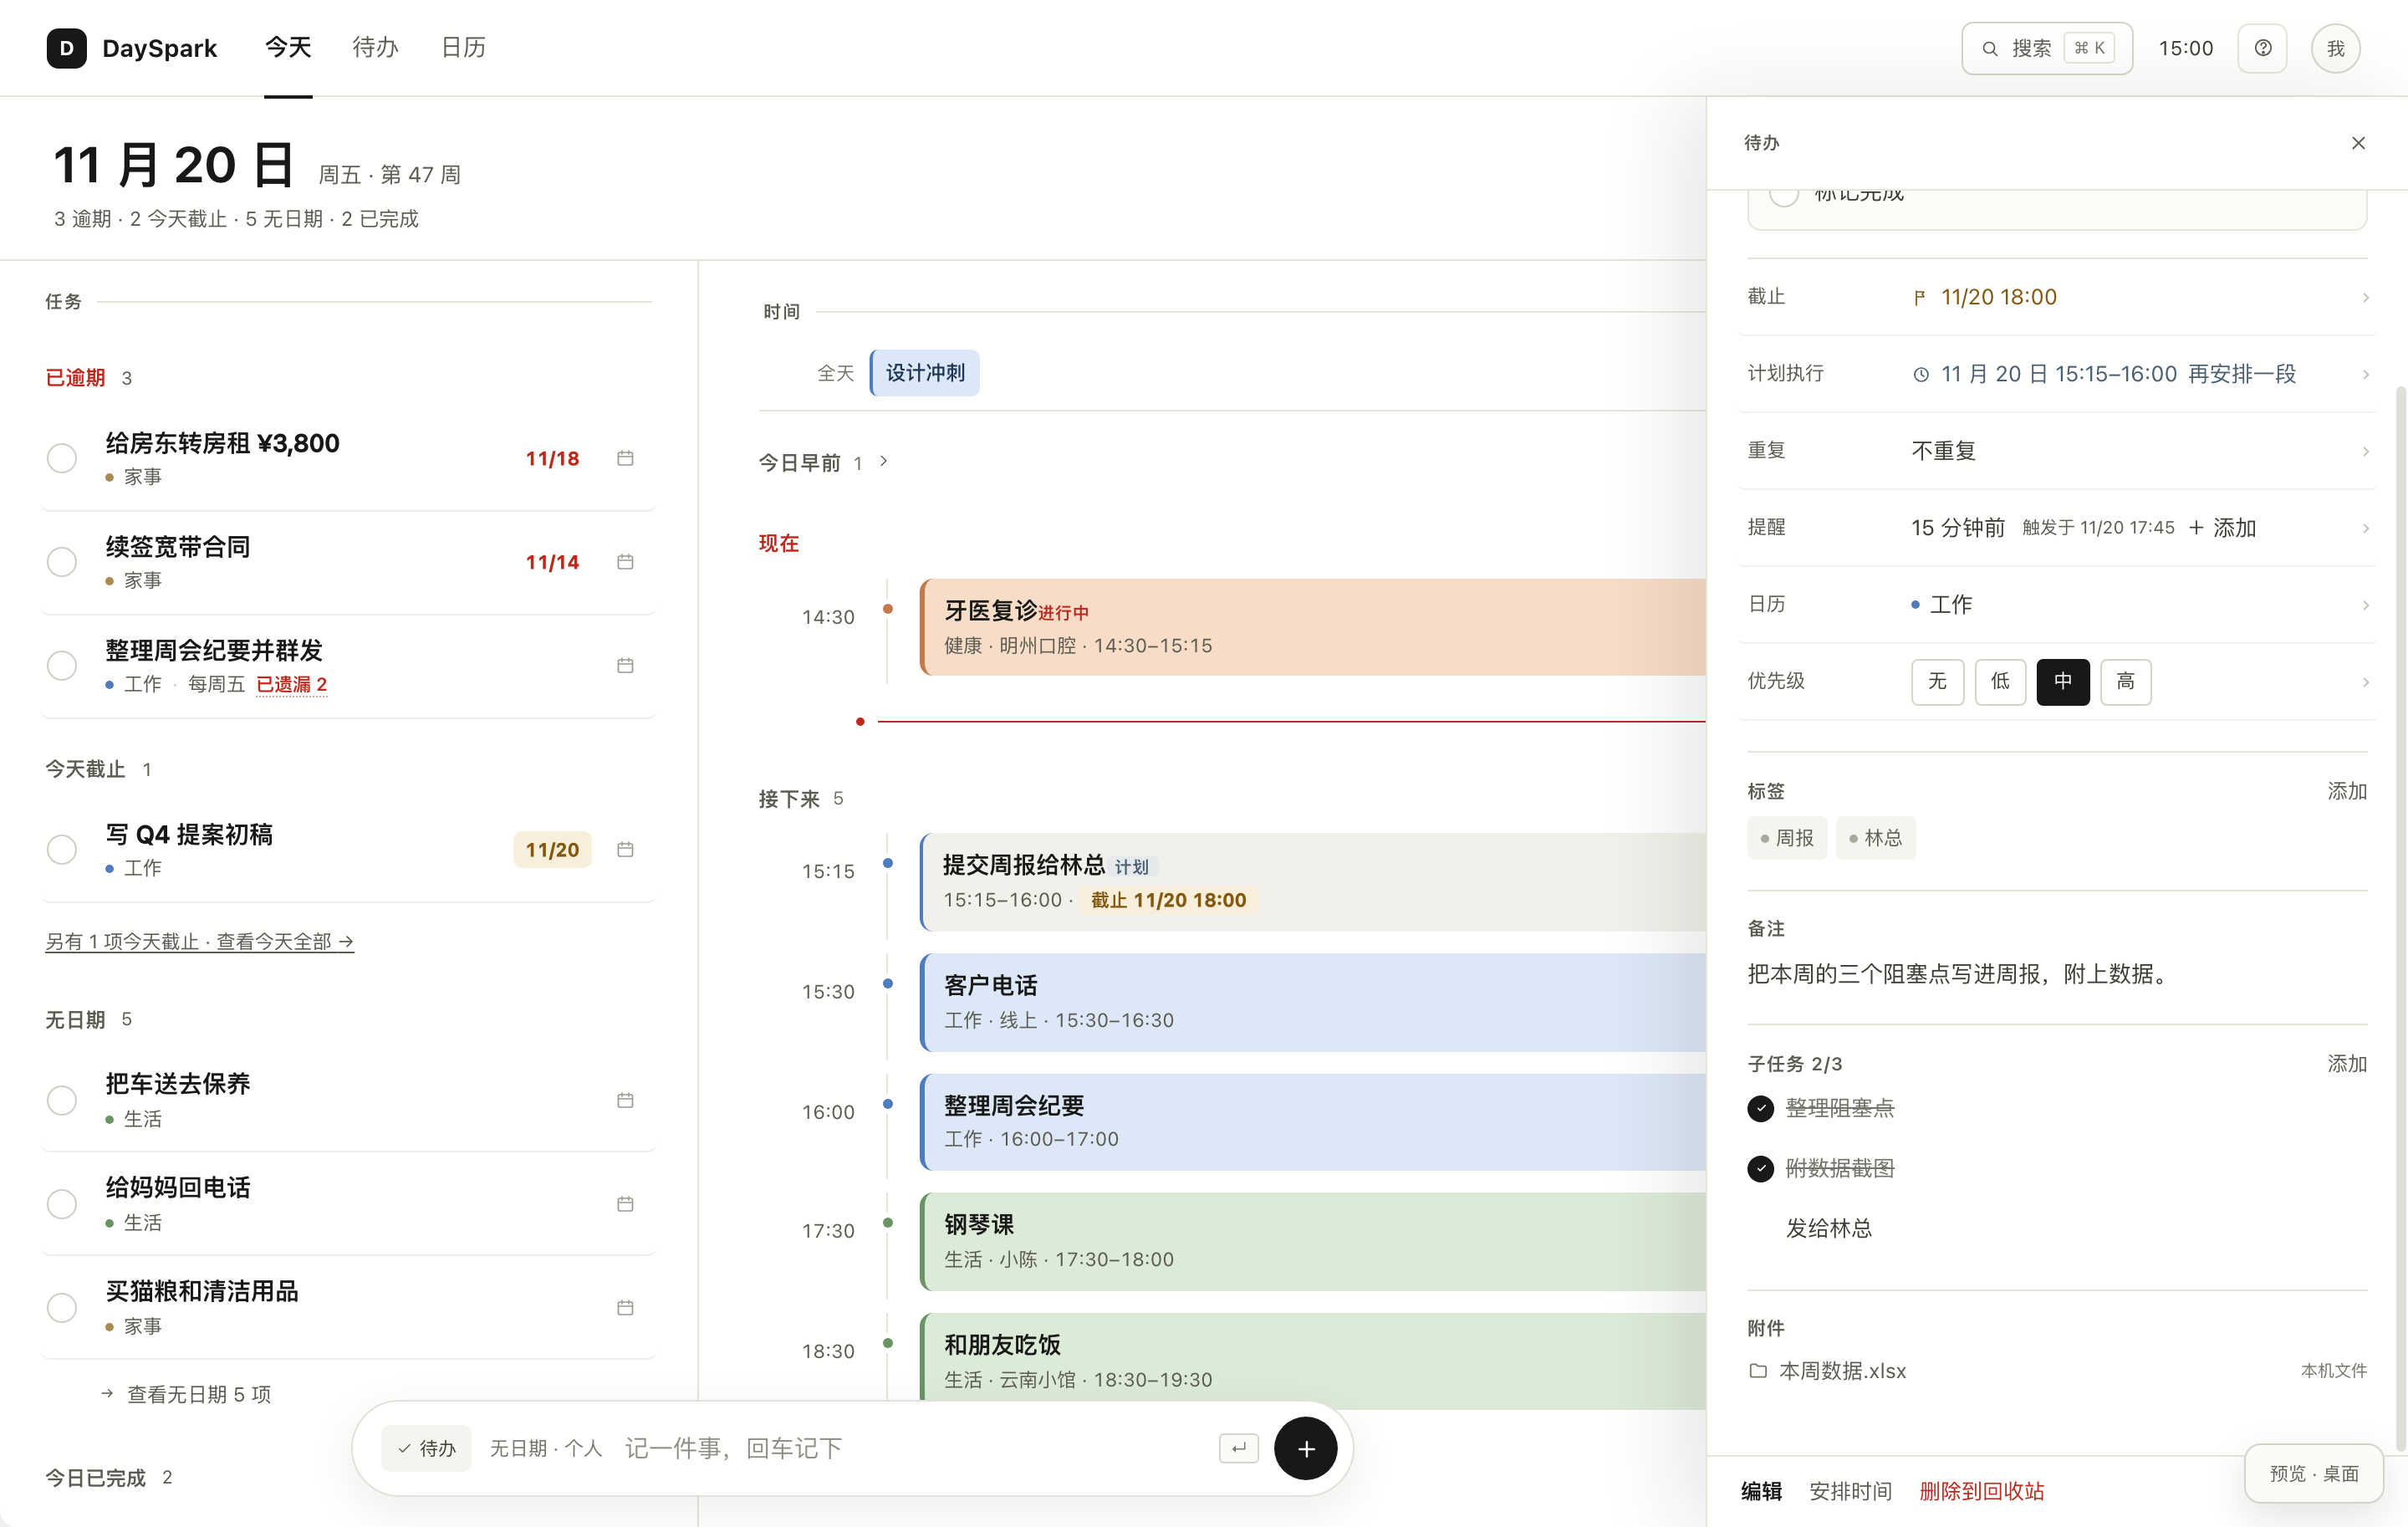 D DaySpark 今天 待办 日历 搜索 ⌘ K 15:00 我
11 月 20 日 周五 · 第 47 周
3 逾期 · 2 今天截止 · 5 无日期 · 2 已完成
任务
已逾期 3
给房东转房租 ¥3,800
家事
11/18
续签宽带合同
家事
11/14
整理周会纪要并群发
工作 · 每周五 已遗漏 2
今天截止 1
写 Q4 提案初稿
工作
11/20
另有 1 项今天截止 · 查看今天全部 →
无日期 5
把车送去保养
生活
给妈妈回电话
生活
买猫粮和清洁用品
家事
→ 查看无日期 5 项
今日已完成 2
时间
全天 设计冲刺
今日早前 1
现在
14:30
牙医复诊进行中
健康 · 明州口腔 · 14:30–15:15
接下来 5
15:15
提交周报给林总 计划
15:15–16:00 · 截止 11/20 18:00
15:30
客户电话
工作 · 线上 · 15:30–16:30
16:00
整理周会纪要
工作 · 16:00–17:00
17:30
钢琴课
生活 · 小陈 · 17:30–18:00
18:30
和朋友吃饭
生活 · 云南小馆 · 18:30–19:30
待办 无日期 · 个人 记一件事，回车记下
待办
标记完成
截止 11/20 18:00
计划执行 11 月 20 日 15:15–16:00 再安排一段
重复 不重复
提醒 15 分钟前 触发于 11/20 17:45 + 添加
日历 工作
优先级 无 低 中 高
标签 添加
周报 林总
备注
把本周的三个阻塞点写进周报，附上数据。
子任务 2/3 添加
整理阻塞点
附数据截图
发给林总
附件
本周数据.xlsx 本机文件
编辑 安排时间 删除到回收站
预览 · 桌面